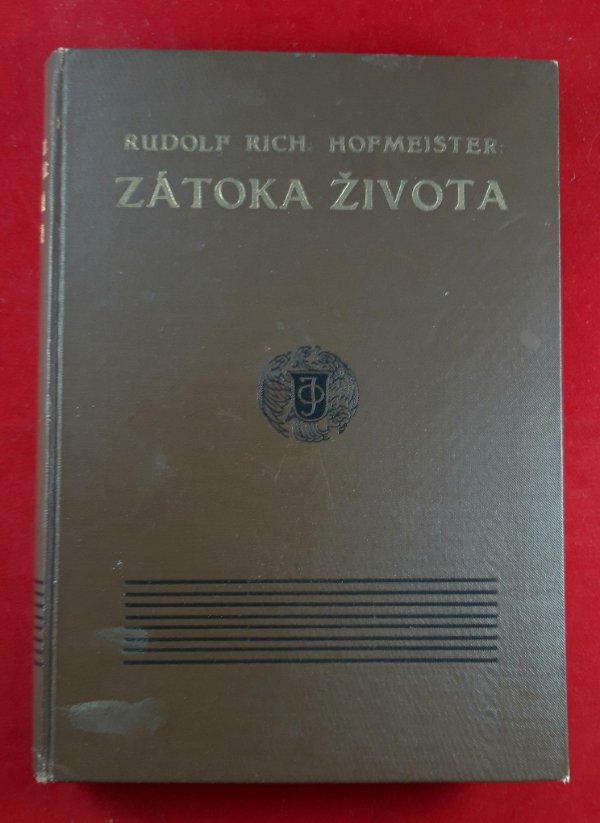 RUDOLF RICH. HOFMEISTER:
ZÁTOKA ŽIVOTA